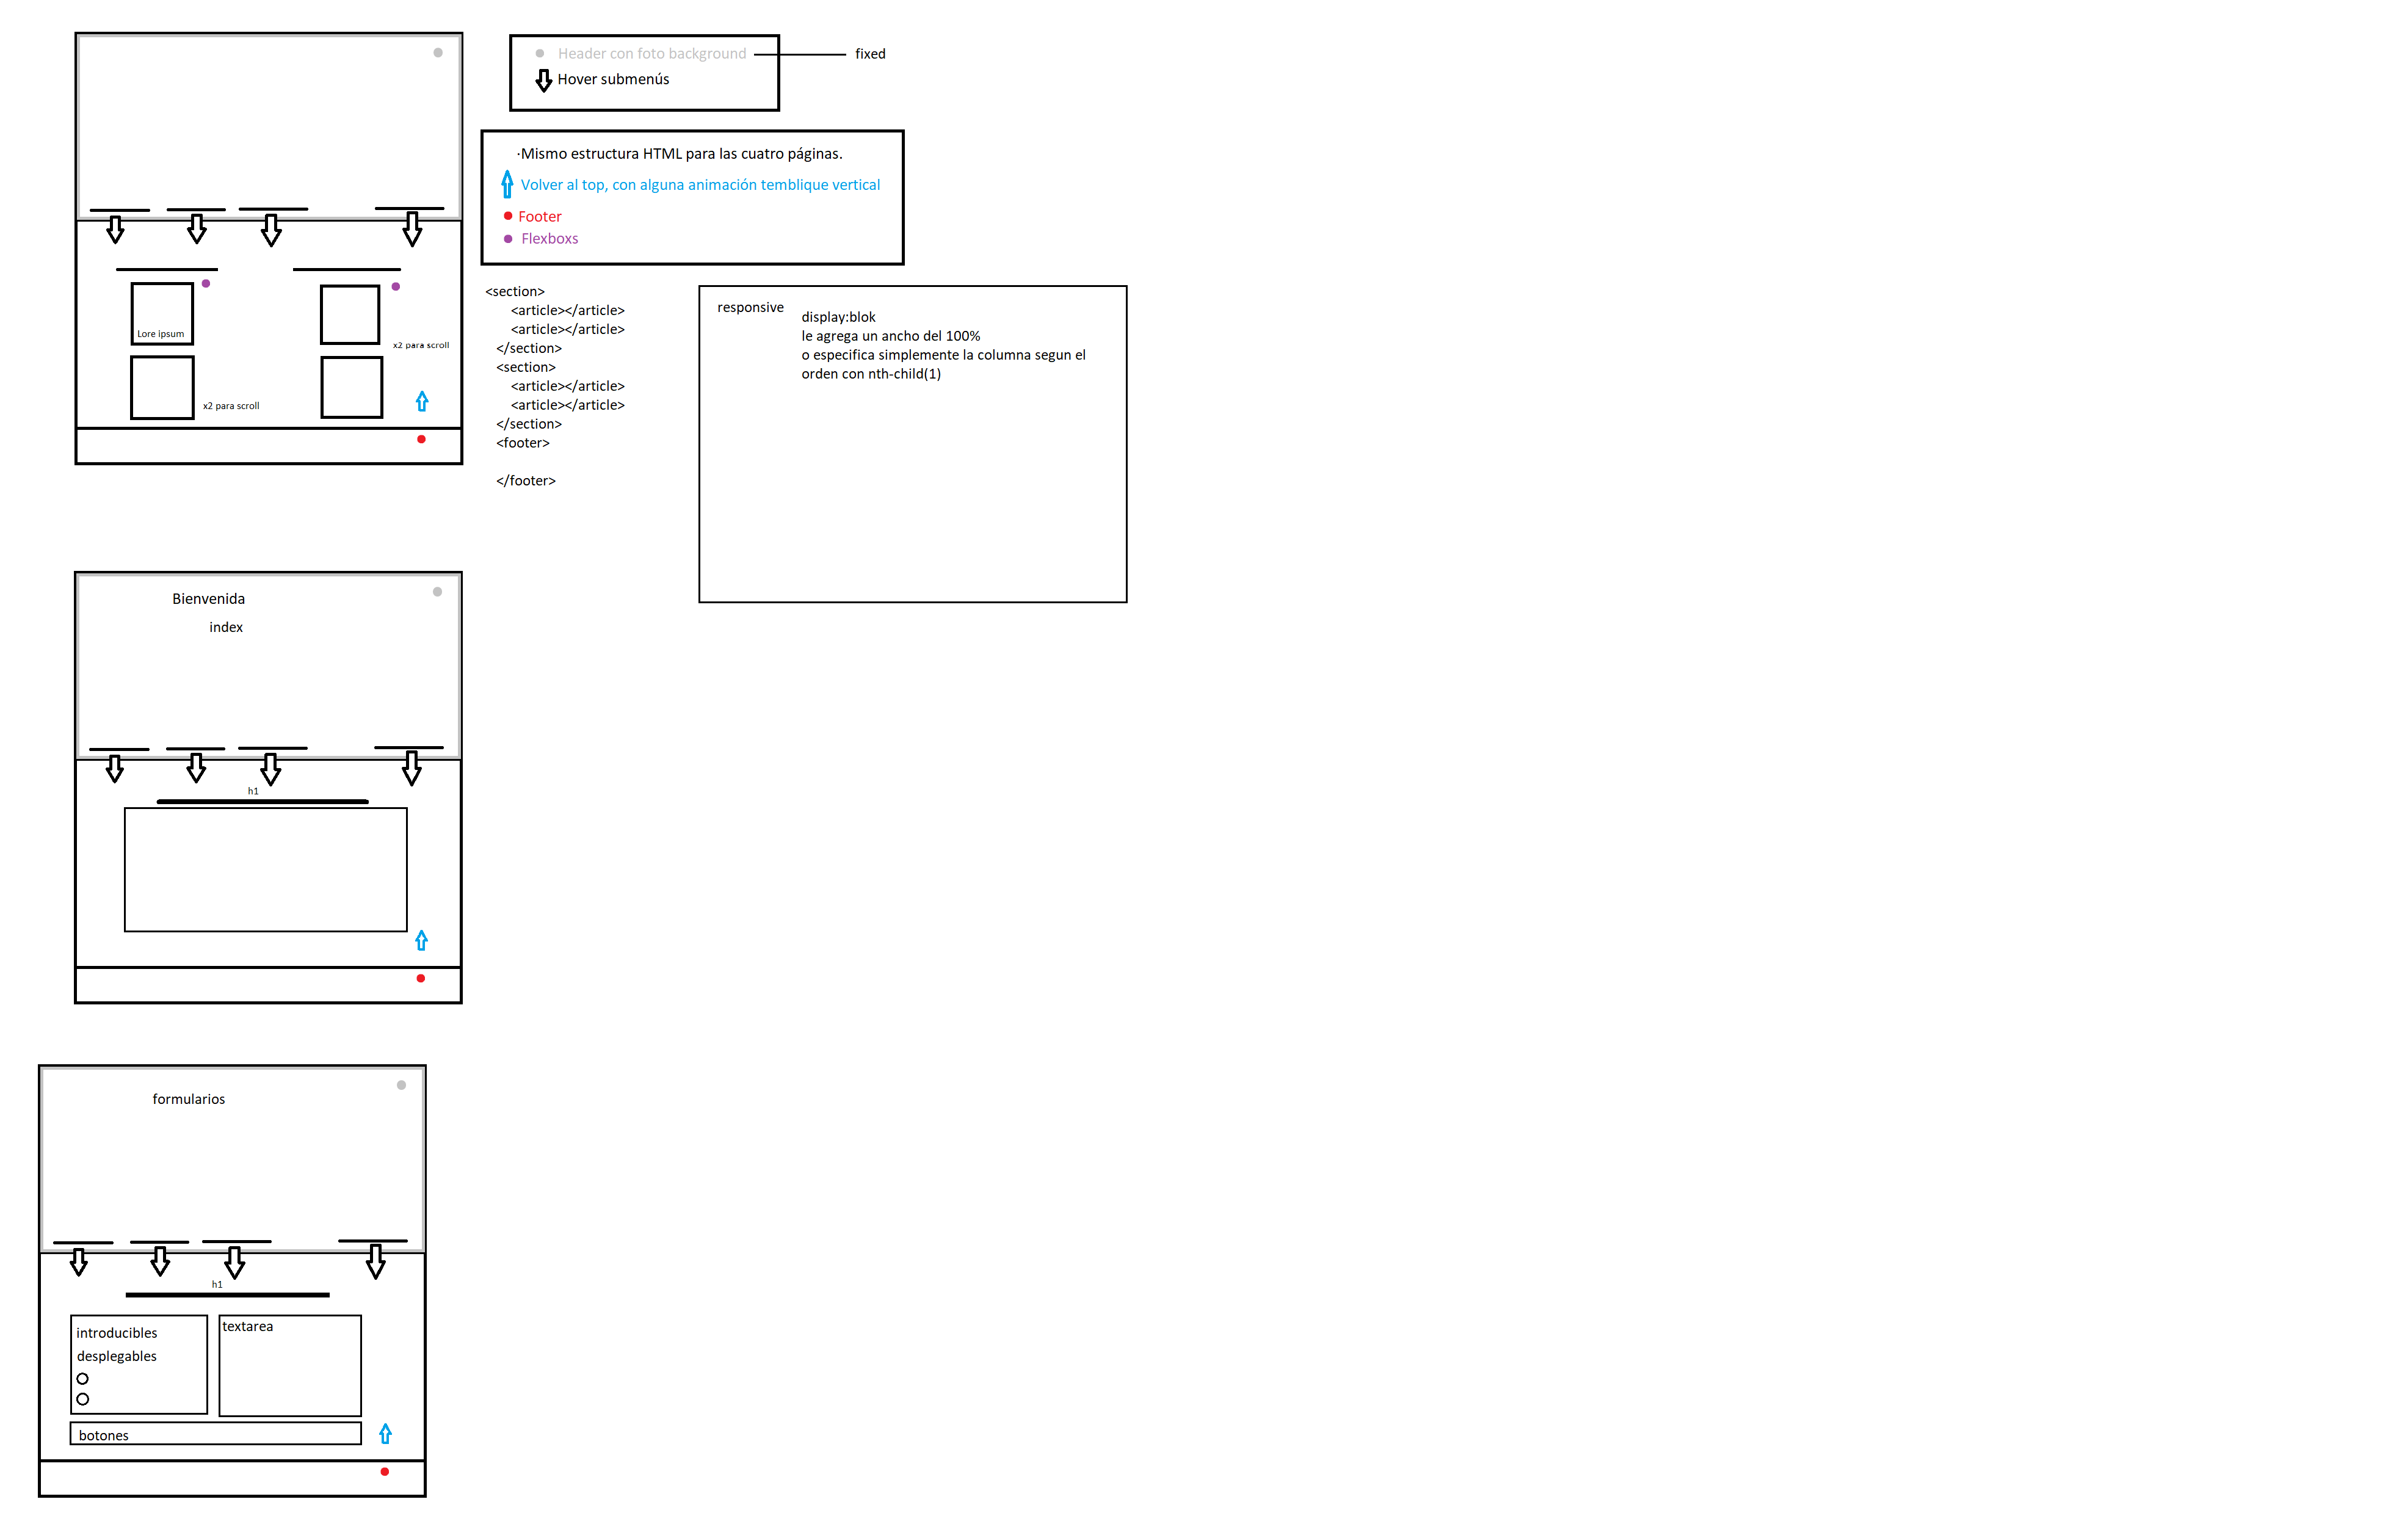 Header con foto background
fixed
Hover submenús
·Mismo estructura HTML para las cuatro páginas.
Volver al top, con alguna animación temblique vertical
Footer
Flexboxs
Lore ipsum
x2 para scroll
x2 para scroll
<section>
<article></article>
<article></article>
</section>
<section>
<article></article>
<article></article>
</section>
<footer>
</footer>
responsive
display:blok
le agrega un ancho del 100%
o especifica simplemente la columna segun el
orden con nth-child(1)
Bienvenida
index
h1
formularios
h1
introducibles
desplegables
textarea
botones